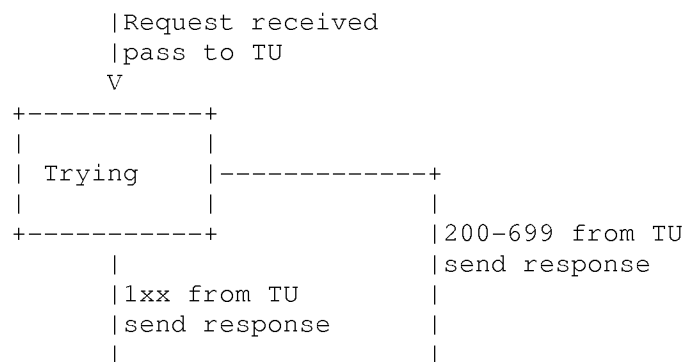 |Request received
|pass to TU
V
+-----------+
|           |
| Trying    |-------------+
|           |             |
+-----------+             |200-699 from TU
|                   |send response
|1xx from TU        |
|send response      |
|                   |